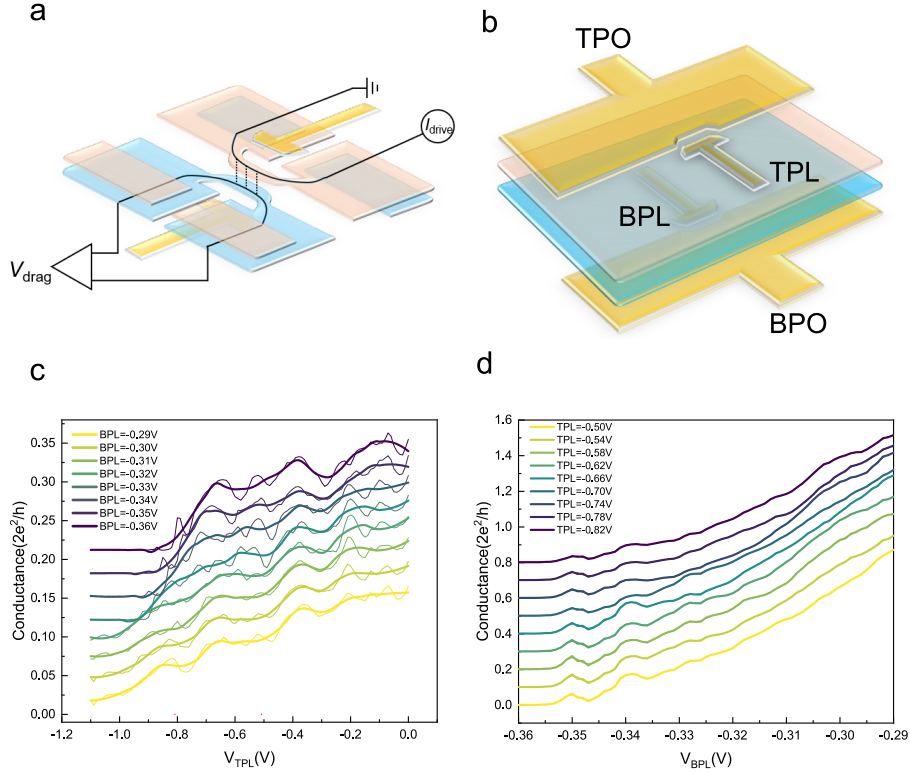 a
I_drive
V_drag
b
TPO
TPL
BPL
BPO
c
Conductance(2e²/h)
0.35
0.30
0.25
0.20
0.15
0.10
0.05
0.00
BPL=-0.29V
BPL=-0.30V
BPL=-0.31V
BPL=-0.32V
BPL=-0.33V
BPL=-0.34V
BPL=-0.35V
BPL=-0.36V
-1.2 -1.0 -0.8 -0.6 -0.4 -0.2 0.0
V_TPL(V)
d
Conductance(2e²/h)
1.6
1.4
1.2
1.0
0.8
0.6
0.4
0.2
0.0
TPL=-0.50V
TPL=-0.54V
TPL=-0.58V
TPL=-0.62V
TPL=-0.66V
TPL=-0.70V
TPL=-0.74V
TPL=-0.78V
TPL=-0.82V
-0.36 -0.35 -0.34 -0.33 -0.32 -0.31 -0.30 -0.29
V_BPL(V)